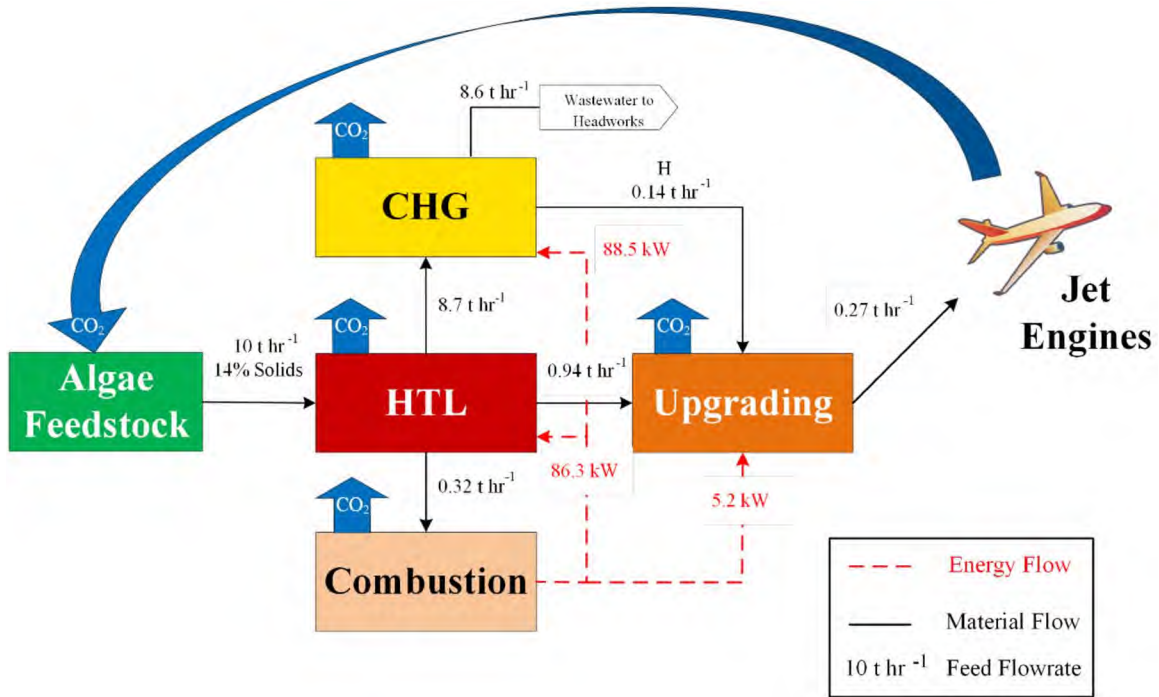 8.6 t hr⁻¹
Wastewater to
Headworks
CO₂
CHG
H
0.14 t hr⁻¹
88.5 kW
8.7 t hr⁻¹
CO₂
CO₂
CO₂
0.27 t hr⁻¹
Jet
Engines
Algae
Feedstock
10 t hr⁻¹
14% Solids
HTL
0.94 t hr⁻¹
Upgrading
86.3 kW
0.32 t hr⁻¹
5.2 kW
CO₂
Combustion
Energy Flow
Material Flow
10 t hr ⁻¹ Feed Flowrate